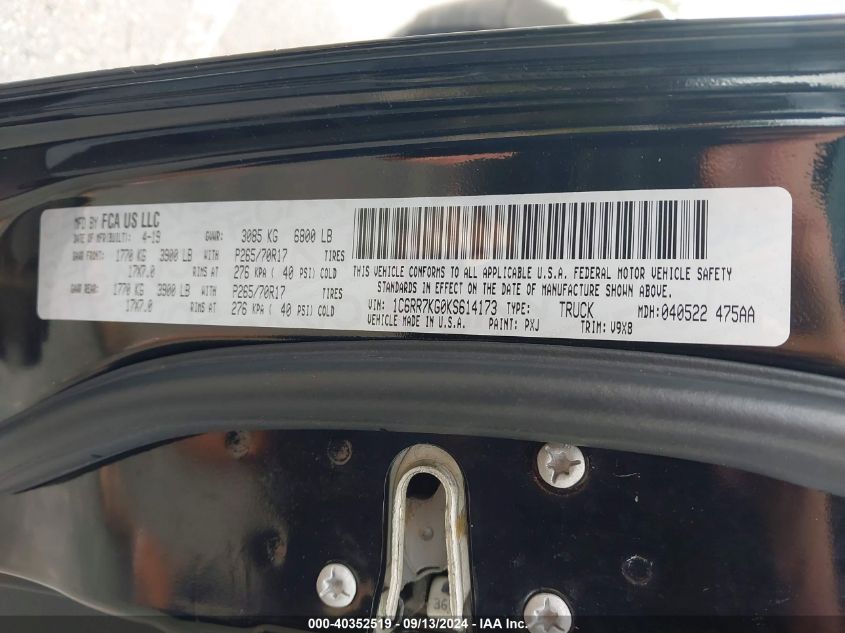 MFD BY FCA US LLC
DATE OF MFR(BUILT): 4-19 GVWR: 3085 KG 6800 LB
GAWR FRONT: 1770 KG 3900 LB WITH P265/70R17 TIRES
17X7.0 RIMS AT 276 KPA ( 40 PSI) COLD
GAWR REAR: 1770 KG 3900 LB WITH P265/70R17 TIRES
17X7.0 RIMS AT 276 KPA ( 40 PSI) COLD
THIS VEHICLE CONFORMS TO ALL APPLICABLE U.S.A. FEDERAL MOTOR VEHICLE SAFETY
STANDARDS IN EFFECT ON THE DATE OF MANUFACTURE SHOWN ABOVE.
VIN: 1C6RR7KG0KS614173 TYPE: TRUCK MDH:040522 475AA
VEHICLE MADE IN U.S.A. PAINT: PXJ TRIM: V9X8
36
000-40352519 - 09/13/2024 - IAA Inc.